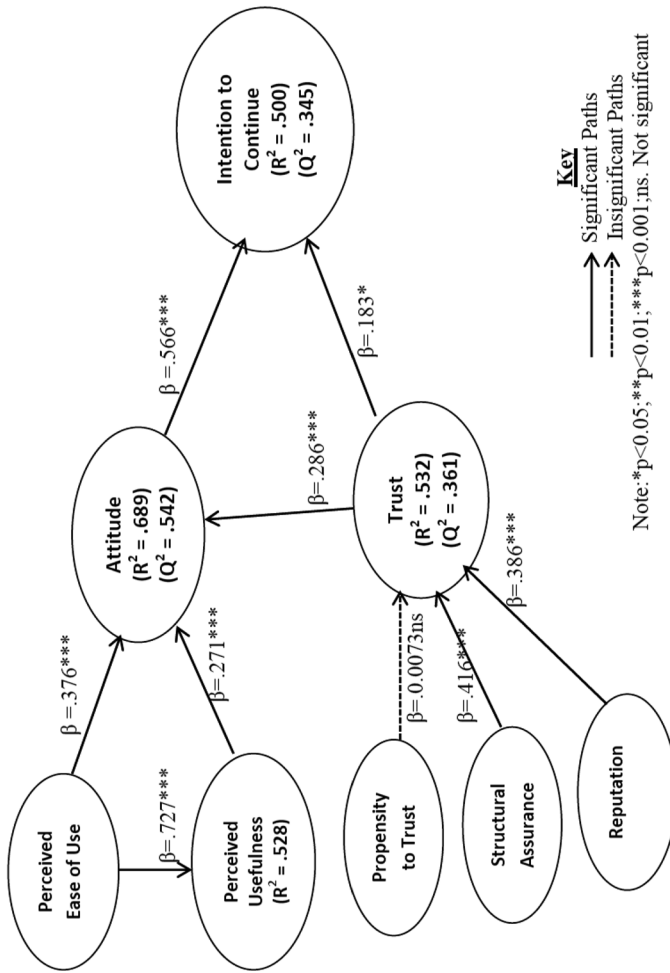 Perceived
Ease of Use
β =.376***
β=.727***
Perceived
Usefulness
(R² = .528)
β=.271***
Attitude
(R² = .689)
(Q² = .542)
β =.566***
β=.286***
Intention to
Continue
(R² = .500)
(Q² = .345)
β=.183*
Trust
(R² = .532)
(Q² = .361)
Propensity
to Trust
β=.0.0073ns
Structural
Assurance
β=.416***
Reputation
β=.386***
Key
Significant Paths
Insignificant Paths
Note:*p<0.05;**p<0.01;***p<0.001;ns. Not significant